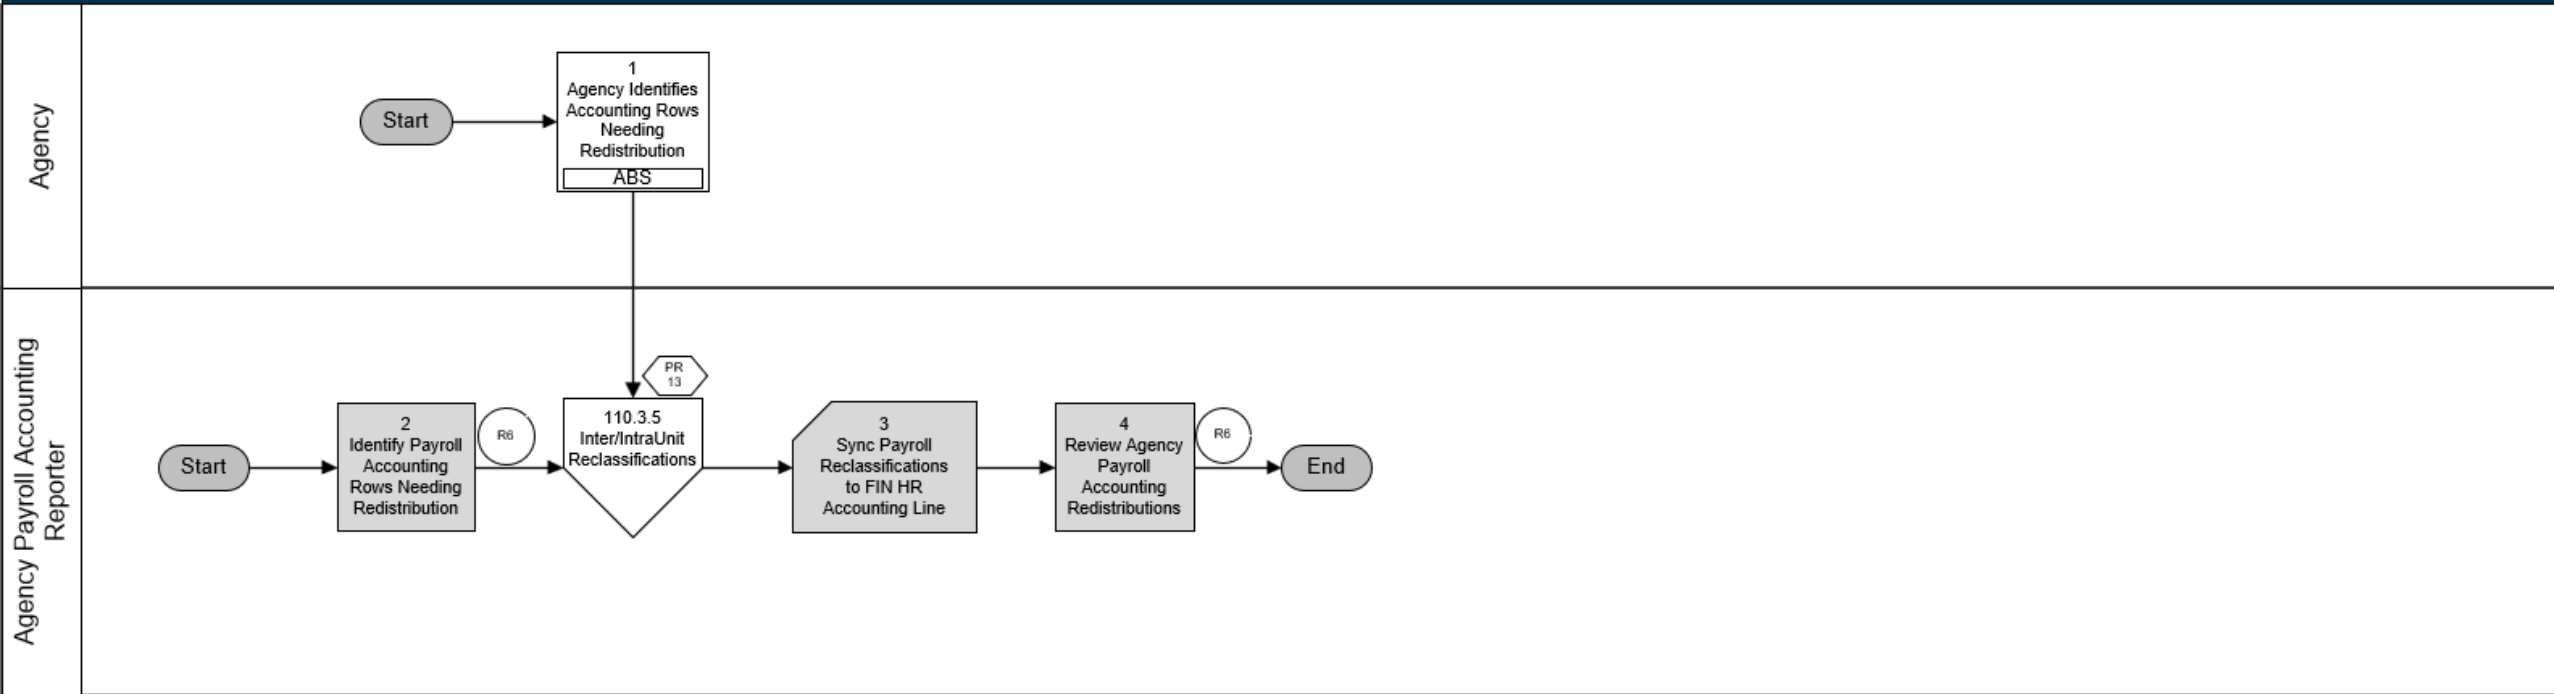 Agency
Start
1
Agency Identifies
Accounting Rows
Needing
Redistribution
ABS
Agency Payroll Accounting
Reporter
Start
2
Identify Payroll
Accounting
Rows Needing
Redistribution
R6
PR
13
110.3.5
Inter/IntraUnit
Reclassifications
3
Sync Payroll
Reclassifications
to FIN HR
Accounting Line
4
Review Agency
Payroll
Accounting
Redistributions
R6
End